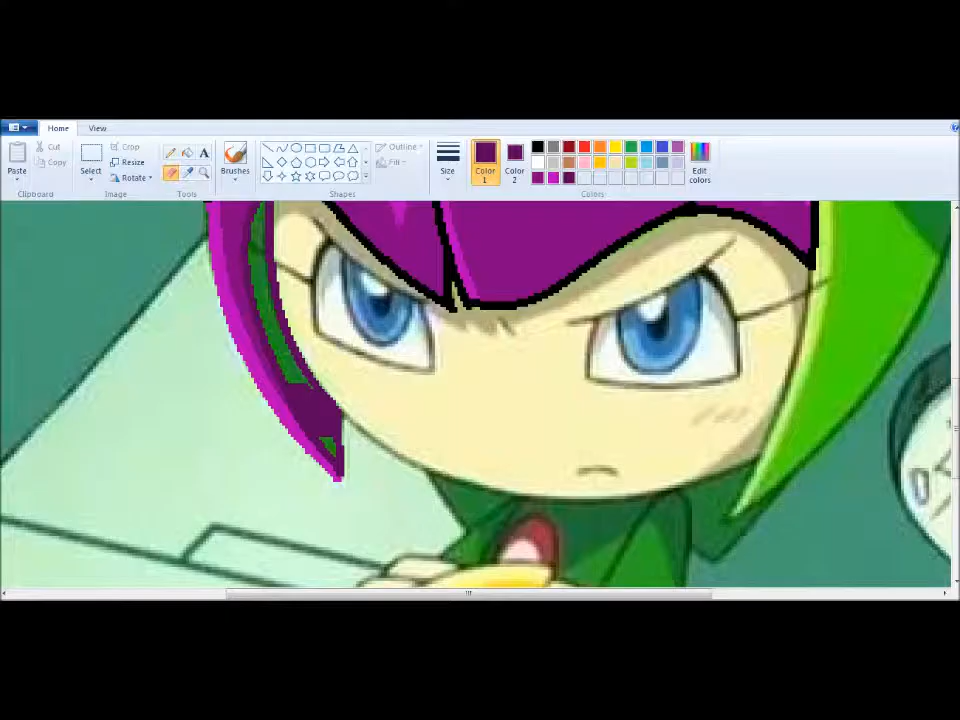 Home View
Paste
Cut
Copy
Clipboard
Select
Crop
Resize
Rotate
Image
A
Tools
Brushes
Outline
Fill
Shapes
Size
Color 1
Color 2
Edit colors
Colors